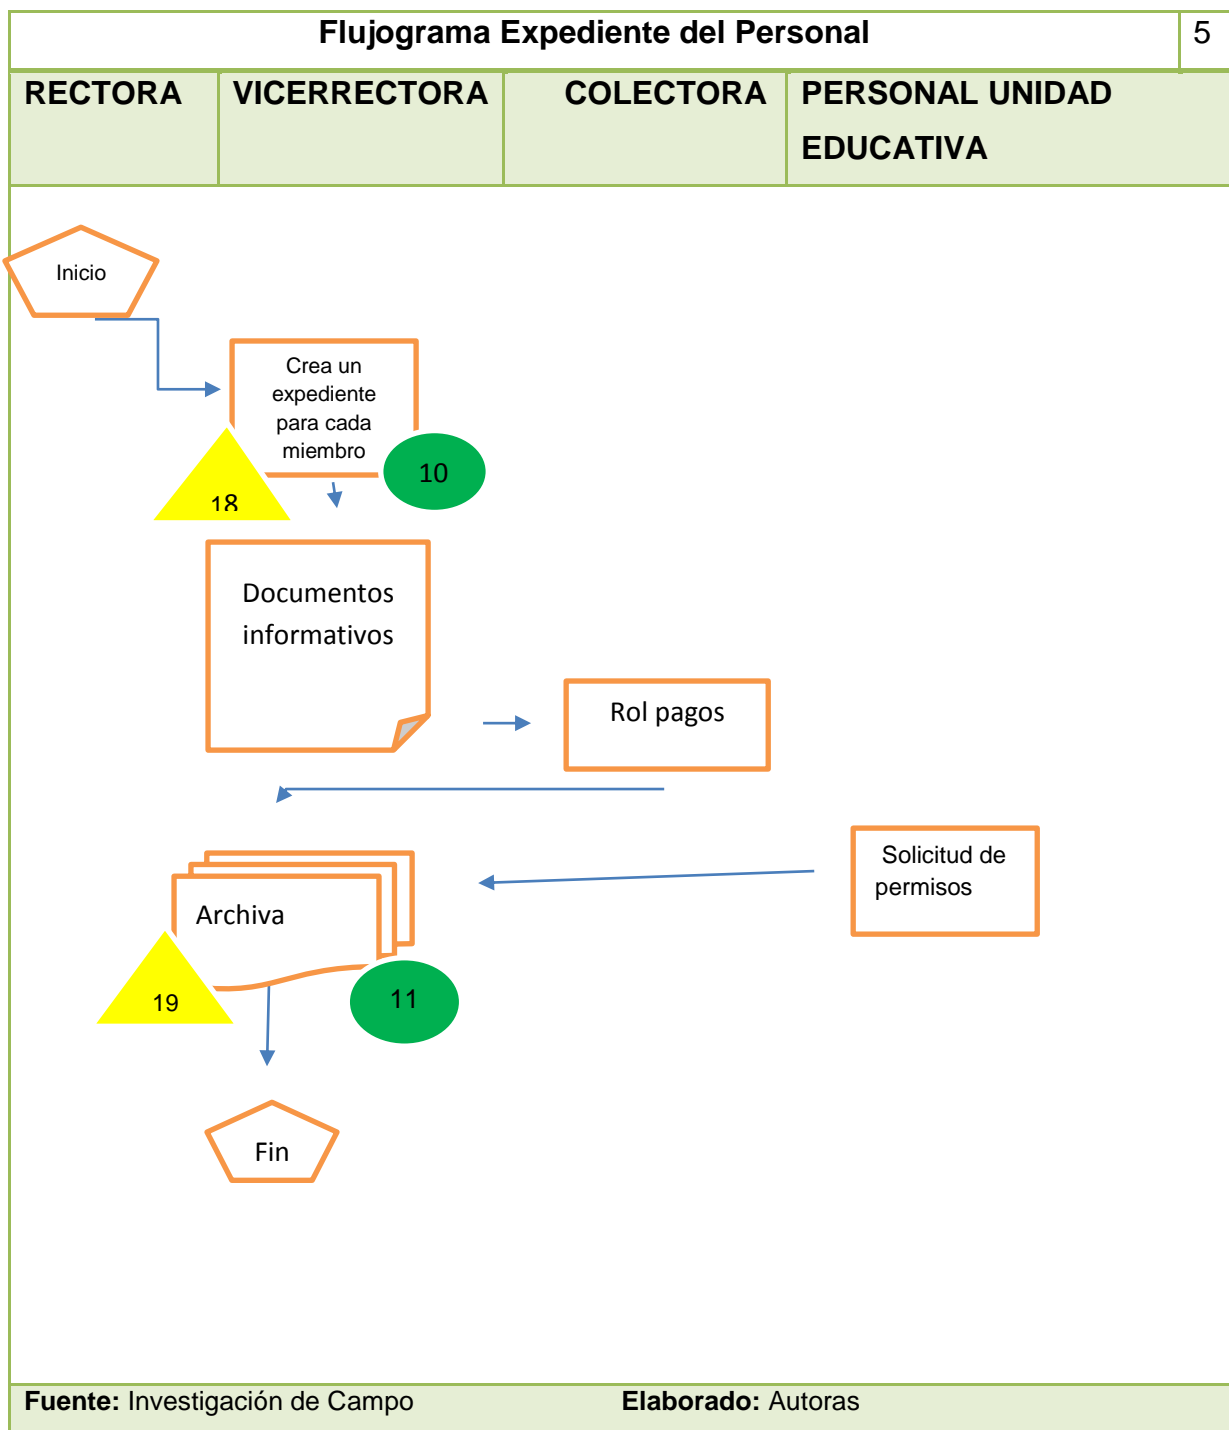 Flujograma Expediente del Personal
5
RECTORA
VICERRECTORA
COLECTORA
PERSONAL UNIDAD
EDUCATIVA
Inicio
Crea un
expediente
para cada
miembro
18
10
Documentos
informativos
Rol pagos
Solicitud de
permisos
Archiva
19
11
Fin
Fuente: Investigación de Campo
Elaborado: Autoras